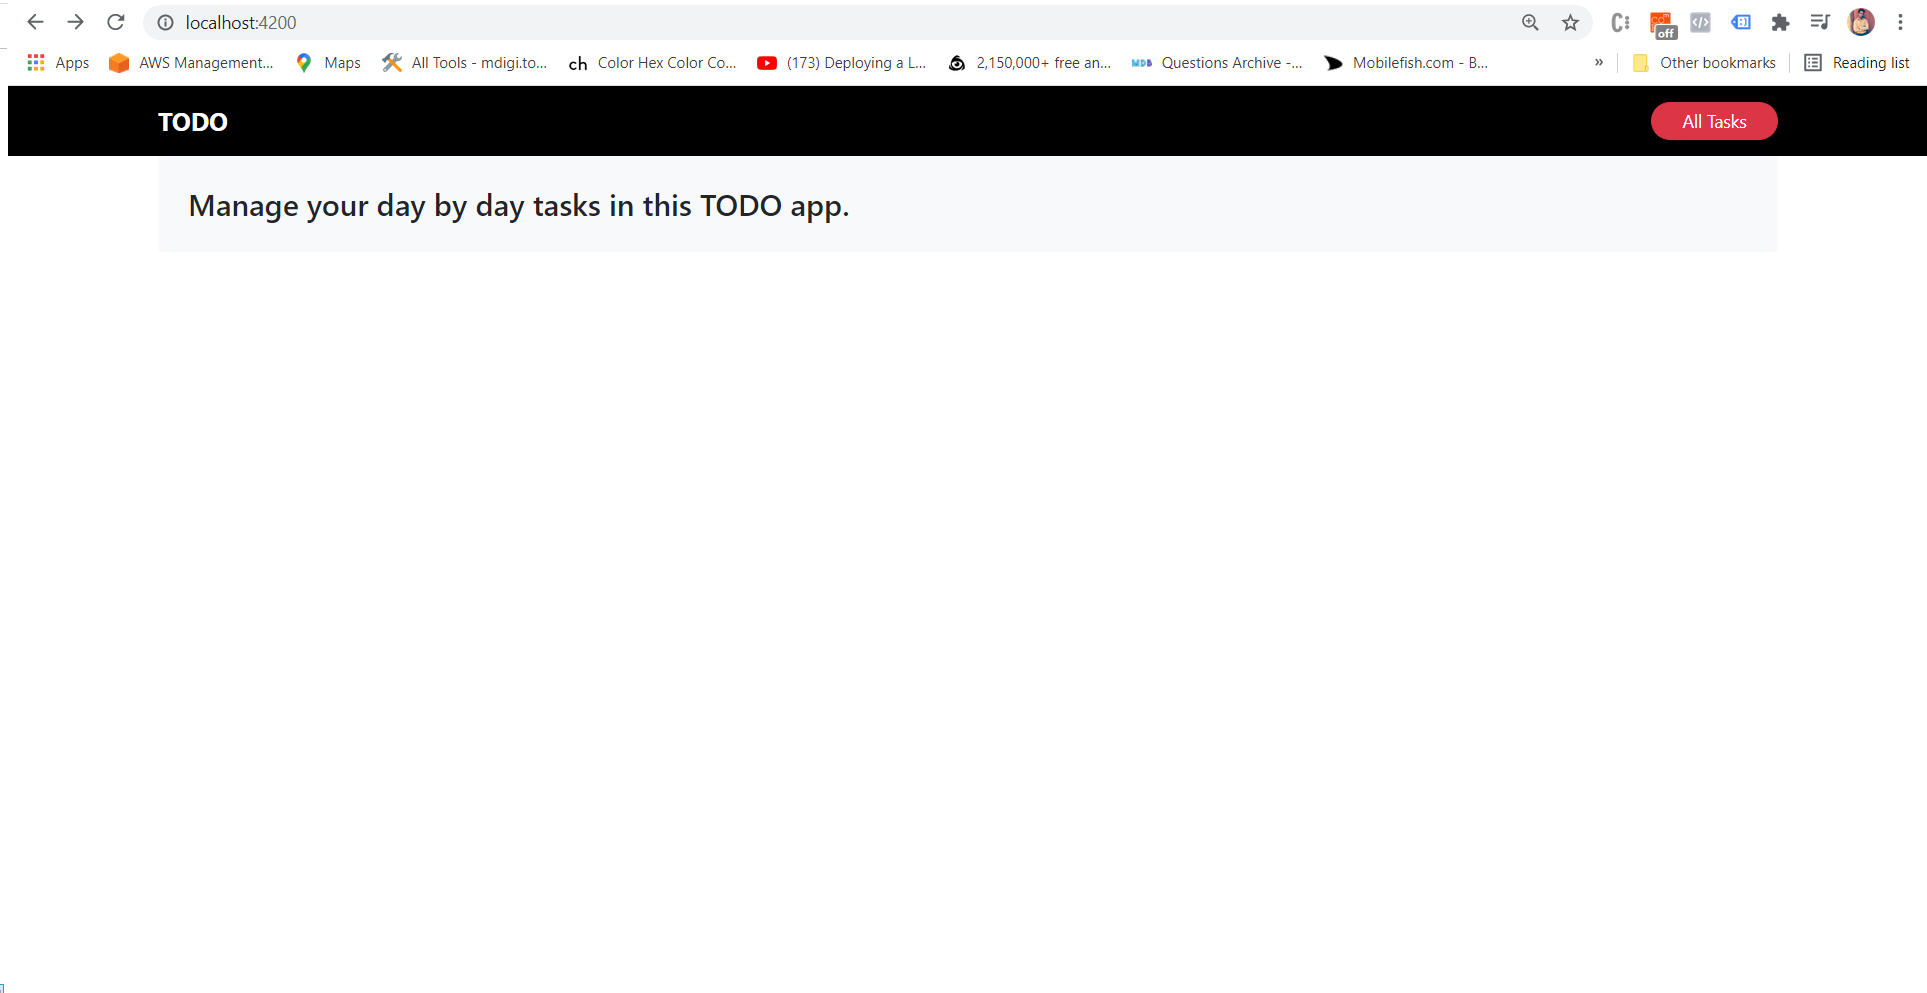 localhost:4200
off
Apps AWS Management... Maps All Tools - mdigi.to... ch Color Hex Color Co... (173) Deploying a L... 2,150,000+ free an... MDB Questions Archive -... Mobilefish.com - B... » Other bookmarks Reading list
TODO All Tasks
Manage your day by day tasks in this TODO app.